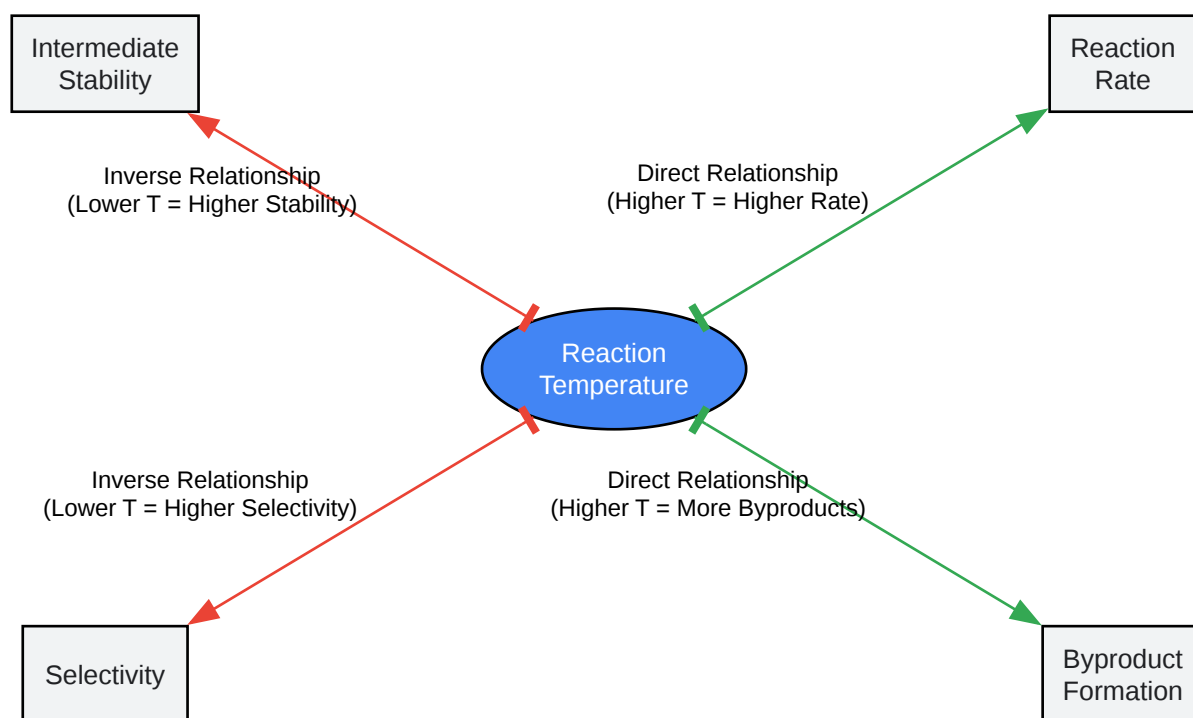 Intermediate
Stability
Reaction
Rate
Inverse Relationship
(Lower T = Higher Stability)
Direct Relationship
(Higher T = Higher Rate)
Reaction
Temperature
Inverse Relationship
(Lower T = Higher Selectivity)
Direct Relationship
(Higher T = More Byproducts)
Selectivity
Byproduct
Formation